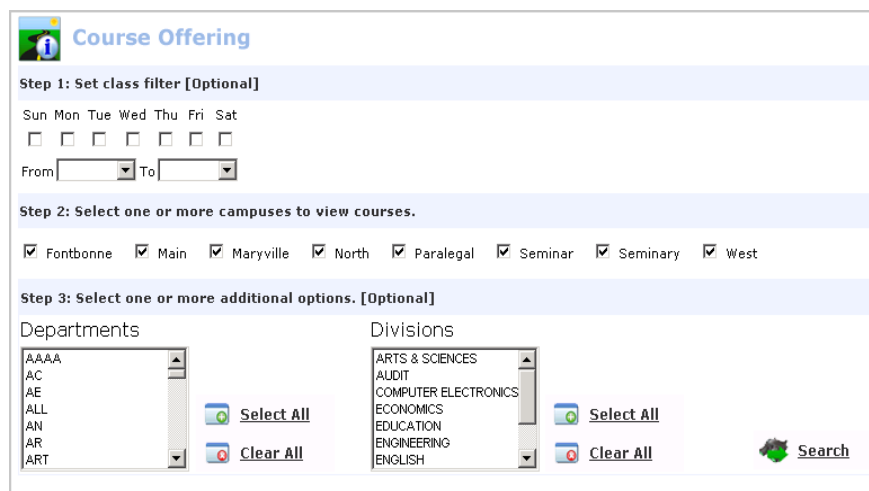 Course Offering
Step 1: Set class filter [Optional]
Sun Mon Tue Wed Thu Fri Sat
From To
Step 2: Select one or more campuses to view courses.
Fontbonne Main Maryville North Paralegal Seminar Seminary West
Step 3: Select one or more additional options. [Optional]
Departments
AAAA
AC
AE
ALL
AN
AR
ART
Select All
Clear All
Divisions
ARTS & SCIENCES
AUDIT
COMPUTER ELECTRONICS
ECONOMICS
EDUCATION
ENGINEERING
ENGLISH
Select All
Clear All
Search